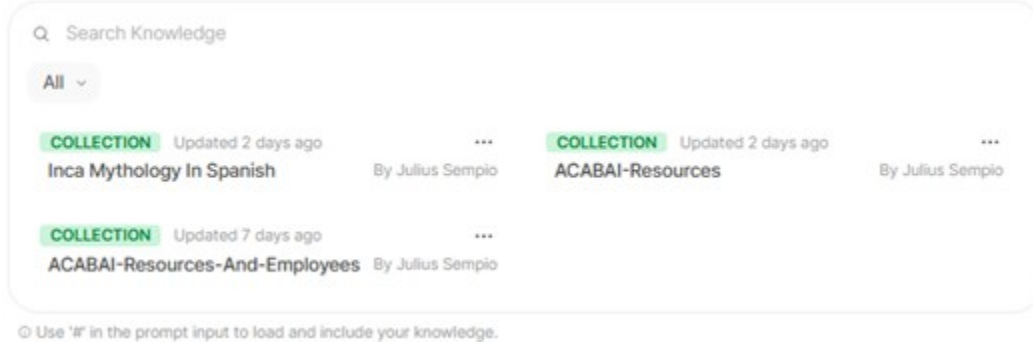 Search Knowledge
All
COLLECTION Updated 2 days ago ...
Inca Mythology In Spanish By Julius Sempio
COLLECTION Updated 2 days ago ...
ACABAI-Resources By Julius Sempio
COLLECTION Updated 7 days ago ...
ACABAI-Resources-And-Employees By Julius Sempio
Use '#' in the prompt input to load and include your knowledge.